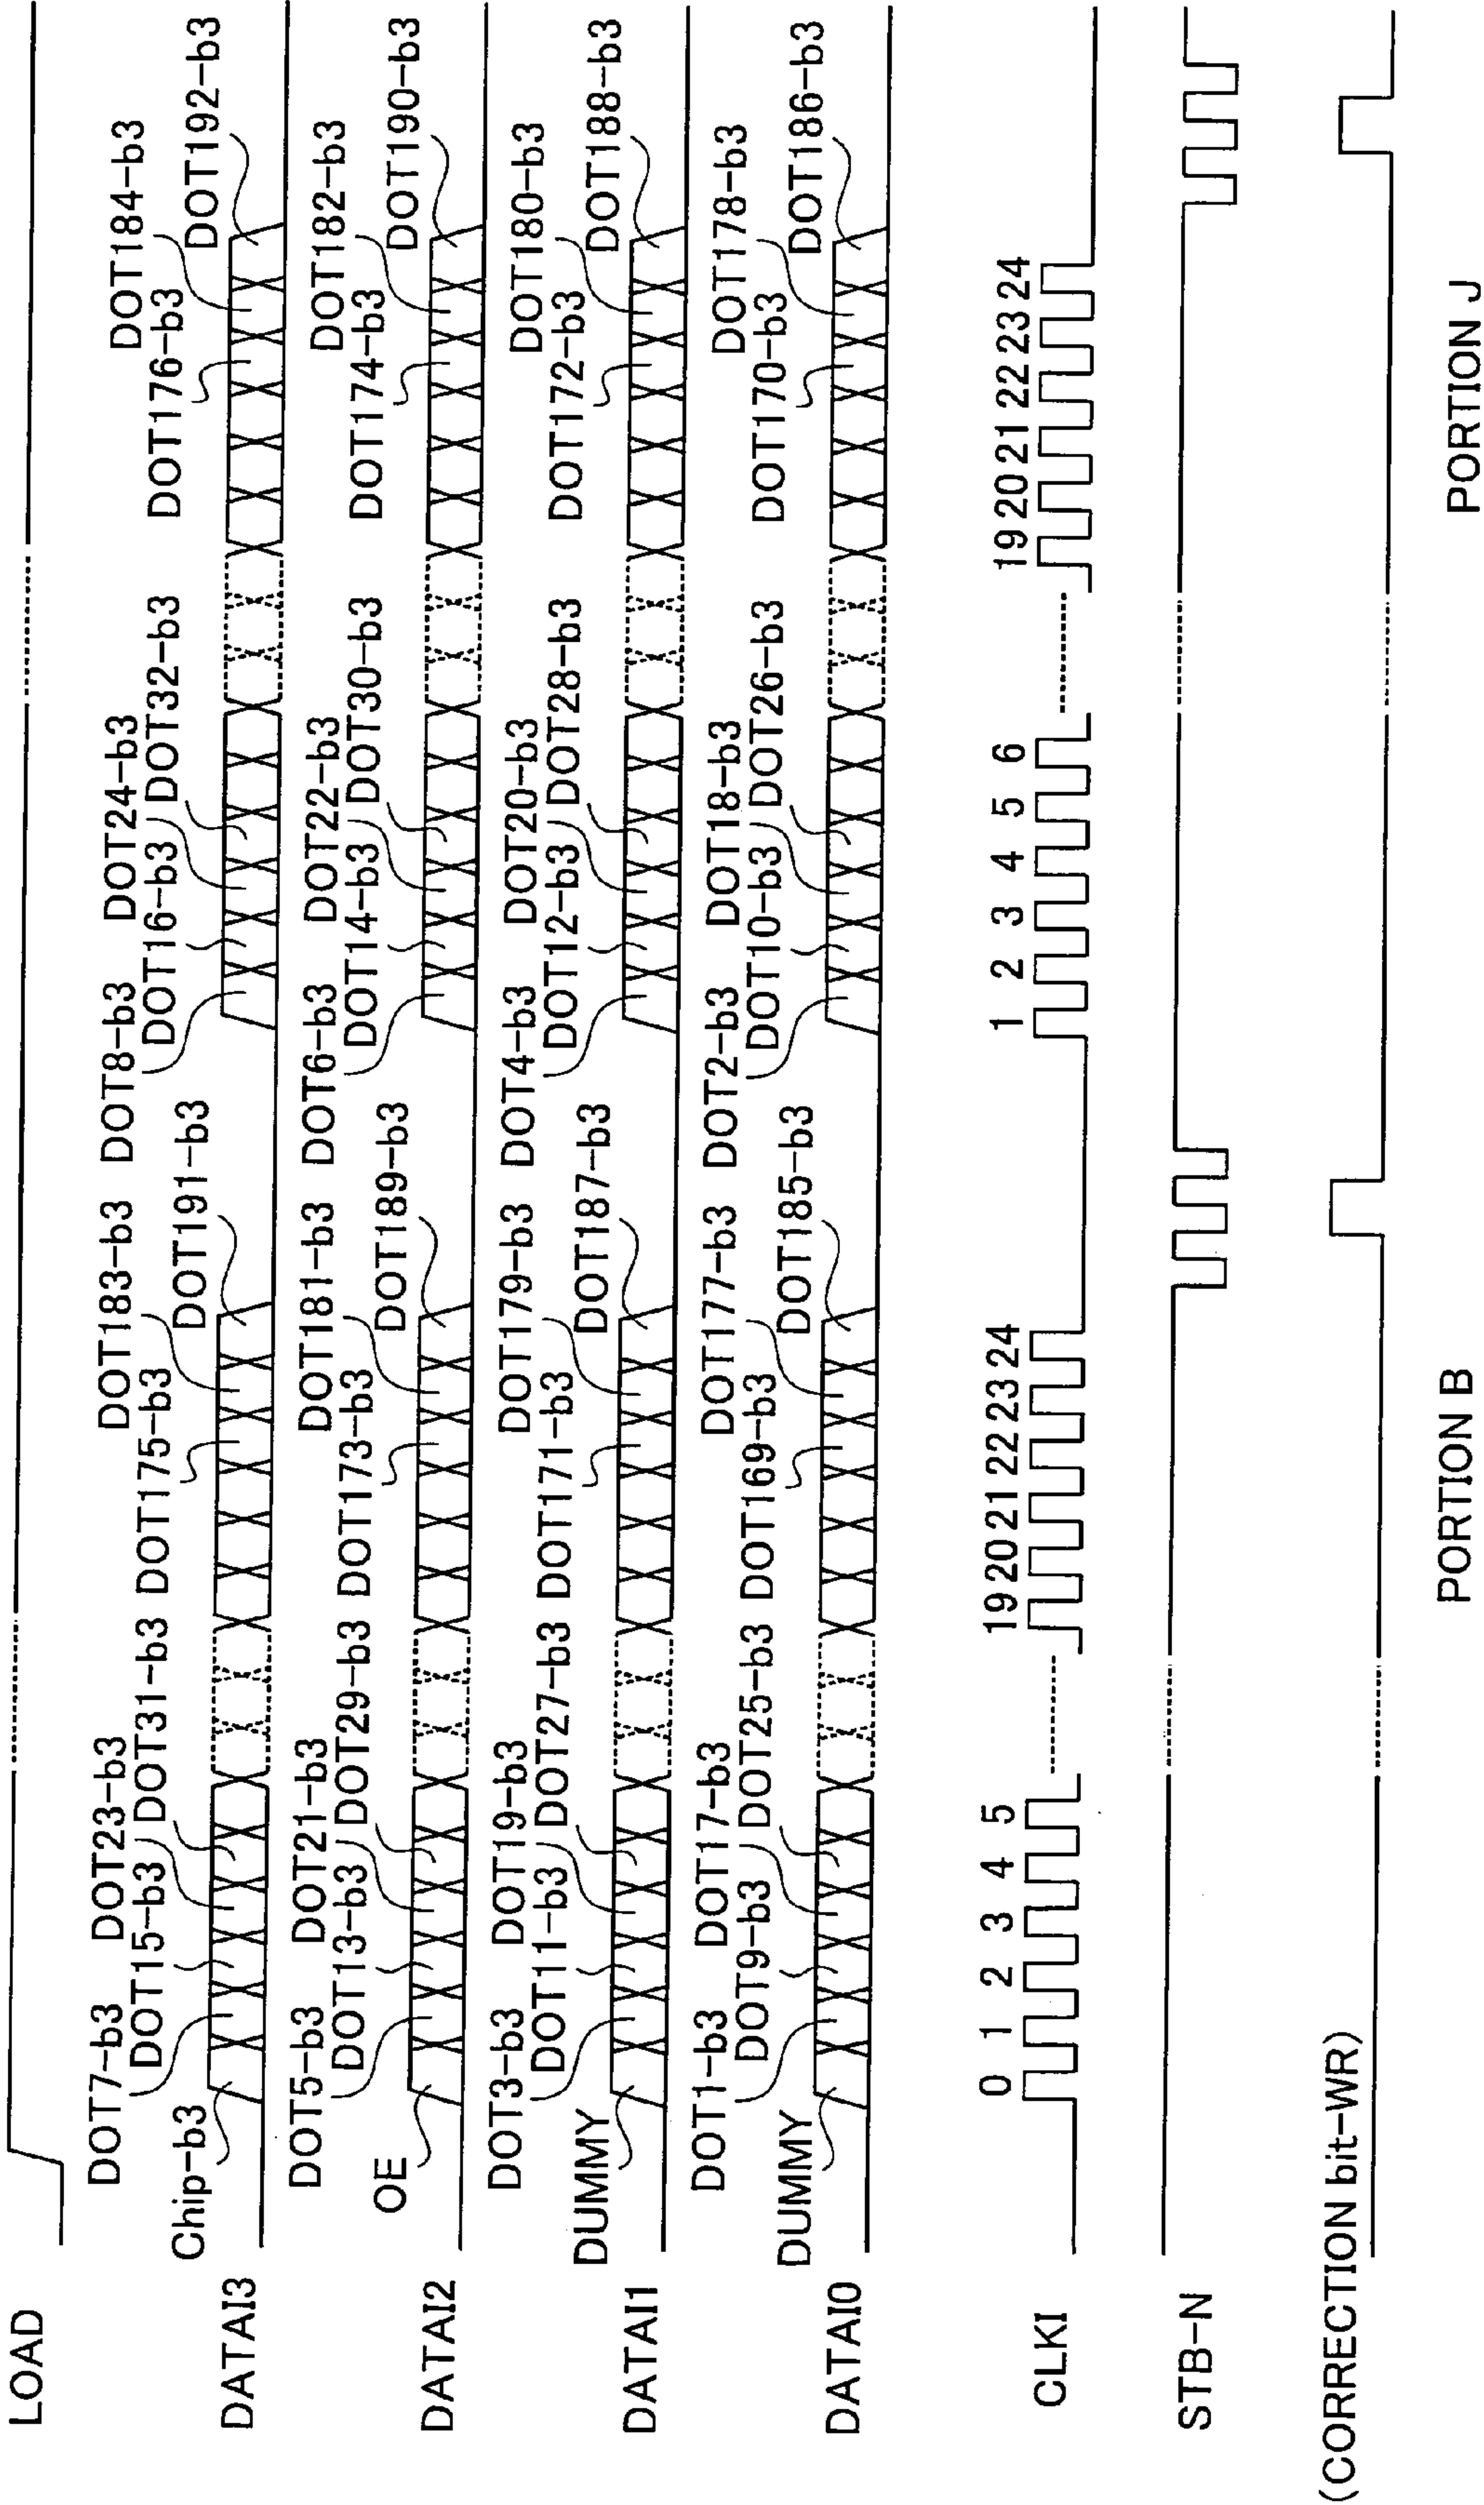 LOAD
DOT7-b3 DOT23-b3 DOT183-b3 DOT8-b3 DOT24-b3 DOT184-b3
DOT15-b3 DOT31-b3 DOT175-b3 DOT191-b3 DOT16-b3 DOT32-b3 DOT176-b3 DOT192-b3
Chip-b3
DATAI3
DOT5-b3 DOT21-b3 DOT181-b3 DOT6-b3 DOT22-b3 DOT182-b3
DOT13-b3 DOT29-b3 DOT173-b3 DOT189-b3 DOT14-b3 DOT30-b3 DOT174-b3 DOT190-b3
OE
DATAI2
DOT3-b3 DOT19-b3 DOT179-b3 DOT4-b3 DOT20-b3 DOT180-b3
DOT11-b3 DOT27-b3 DOT171-b3 DOT187-b3 DOT12-b3 DOT28-b3 DOT172-b3 DOT188-b3
DUMMY
DATAI1
DOT1-b3 DOT17-b3 DOT177-b3 DOT2-b3 DOT18-b3 DOT178-b3
DOT9-b3 DOT25-b3 DOT169-b3 DOT185-b3 DOT10-b3 DOT26-b3 DOT170-b3 DOT186-b3
DUMMY
DATAI0
0 1 2 3 4 5 19 20 21 22 23 24 1 2 3 4 5 6 19 20 21 22 23 24
CLKI
STB-N
(CORRECTION bit-WR)
PORTION B PORTION J